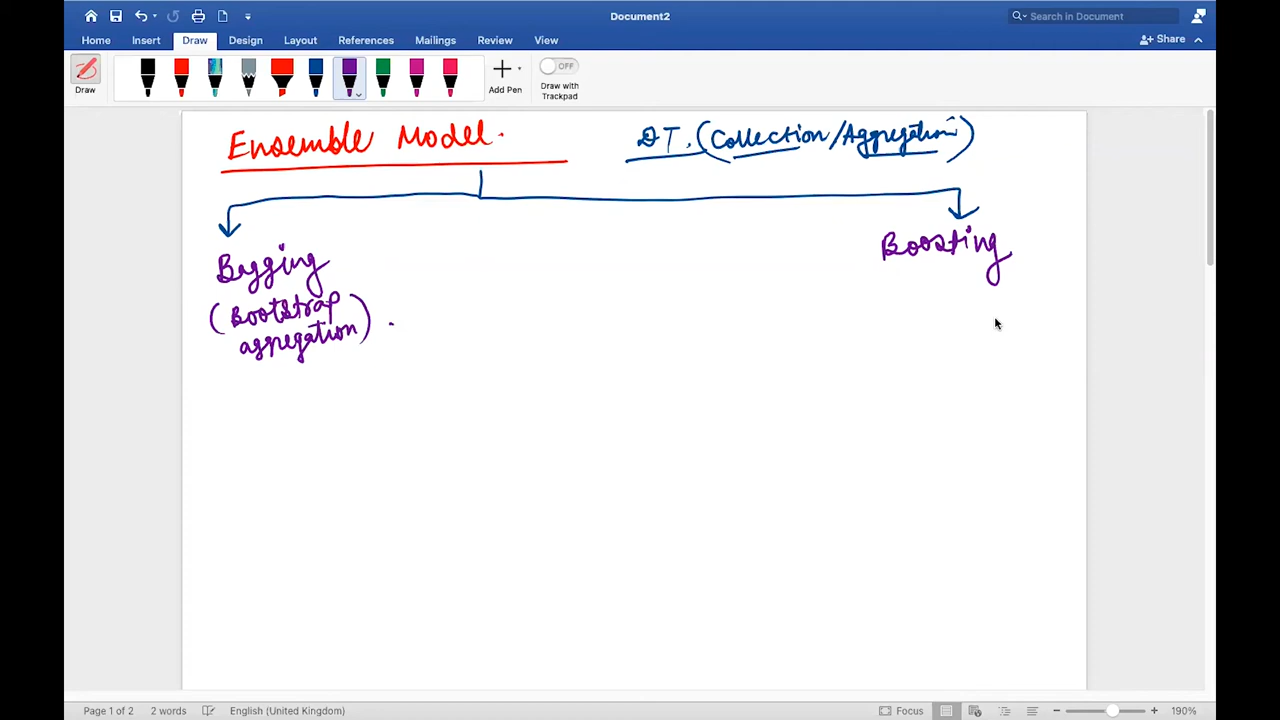 Document2
Search in Document
Home Insert Draw Design Layout References Mailings Review View
Share
Draw
OFF
Add Pen
Draw with Trackpad
Ensemble Model.
DT. (Collection/Aggregation)
Bagging
Boosting
(Bootstrap
aggregation).
Page 1 of 2 2 words English (United Kingdom) Focus 190%